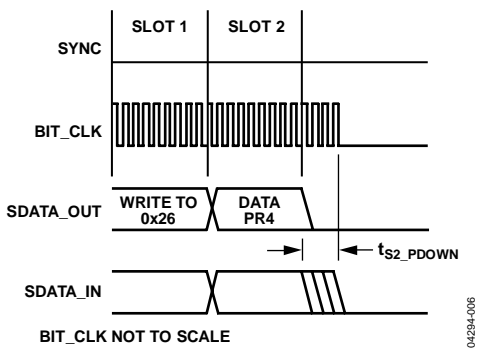 SLOT 1 SLOT 2
SYNC
BIT_CLK
SDATA_OUT
WRITE TO
0x26
DATA
PR4
tS2_PDOWN
SDATA_IN
BIT_CLK NOT TO SCALE
04294-006